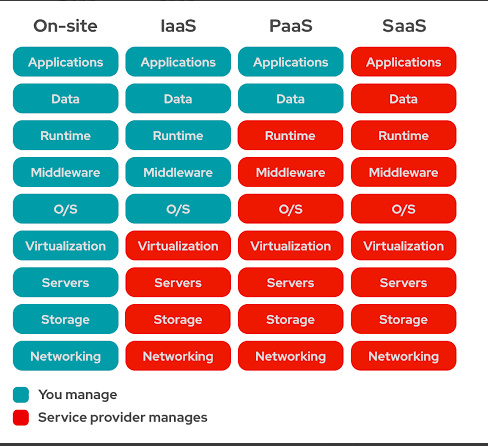 On-site IaaS PaaS SaaS
Applications Applications Applications Applications
Data Data Data Data
Runtime Runtime Runtime Runtime
Middleware Middleware Middleware Middleware
O/S O/S O/S O/S
Virtualization Virtualization Virtualization Virtualization
Servers Servers Servers Servers
Storage Storage Storage Storage
Networking Networking Networking Networking
You manage
Service provider manages